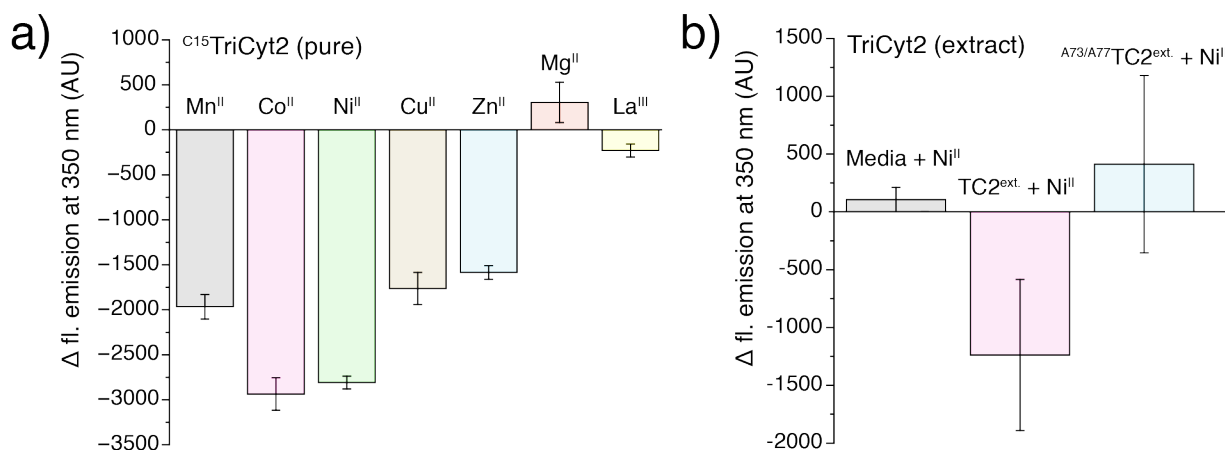 a)
Δ fl. emission at 350 nm (AU)
1000
500
0
−500
−1000
−1500
−2000
−2500
−3000
−3500
C15TriCyt2 (pure)
MnII
CoII
NiII
CuII
ZnII
MgII
LaIII
b)
Δ fl. emission at 350 nm (AU)
1500
1000
500
0
-500
-1000
-1500
-2000
TriCyt2 (extract)
A73/A77TC2ext. + NiI
Media + NiII
TC2ext. + NiII